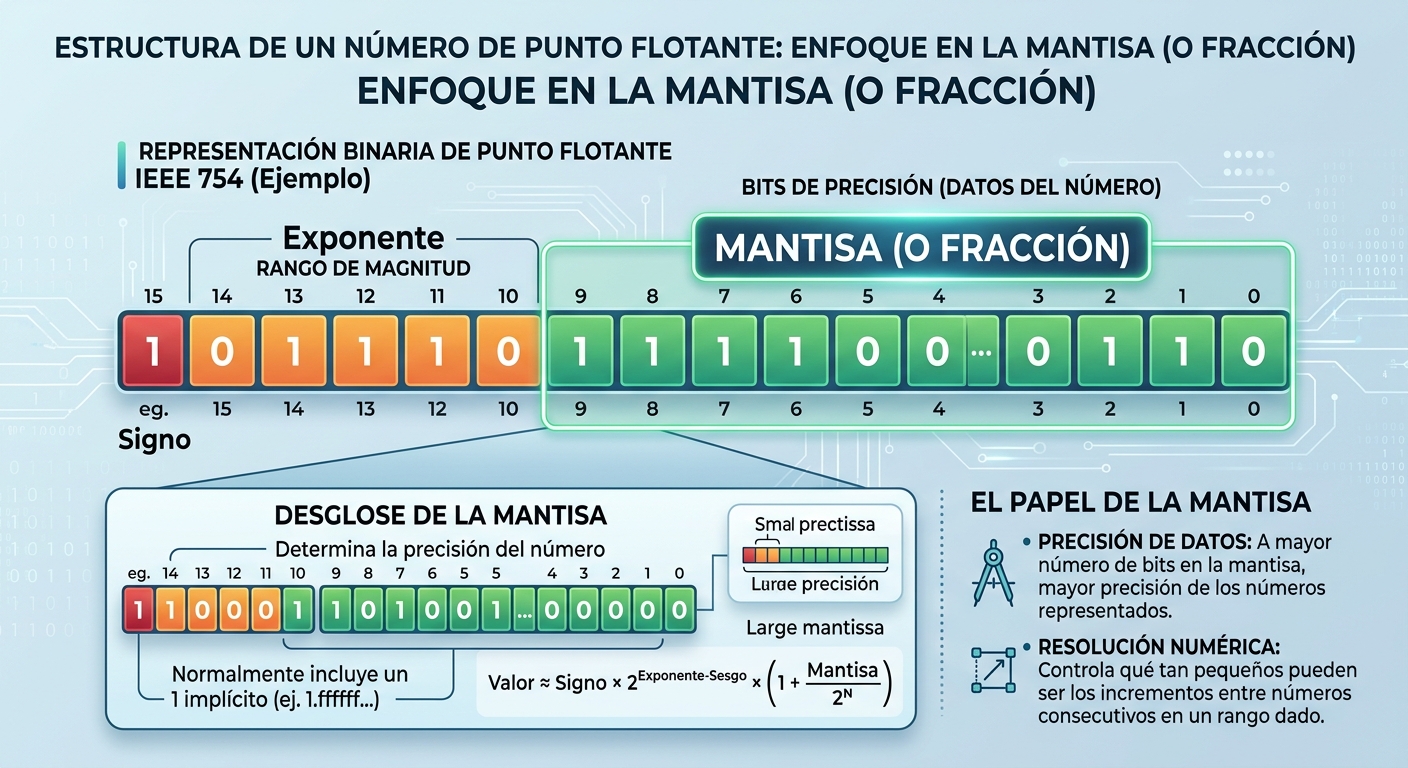 ESTRUCTURA DE UN NÚMERO DE PUNTO FLOTANTE: ENFOQUE EN LA MANTISA (O FRACCIÓN)
ENFOQUE EN LA MANTISA (O FRACCIÓN)
REPRESENTACIÓN BINARIA DE PUNTO FLOTANTE
IEEE 754 (Ejemplo)
BITS DE PRECISIÓN (DATOS DEL NÚMERO)
Exponente
RANGO DE MAGNITUD
MANTISA (O FRACCIÓN)
15 14 13 12 11 10 9 8 7 6 5 4 3 2 1 0
1 0 1 1 1 0 1 1 1 1 0 0 ... 0 1 1 0
eg. 15 14 13 12 10 9 8 7 6 5 4 3 2 1 0
Signo
DESGLOSE DE LA MANTISA
Determina la precisión del número
eg. 14 13 12 11 10 9 8 7 6 5 5 4 3 2 1 0
1 1 0 0 0 1 1 0 1 0 0 1 ... 0 0 0 0 0
Normalmente incluye un
1 implícito (ej. 1.ffffff...)
Smal prectissa
Luroe precisión
Large mantissa
Valor ≈ Signo × 2^Exponente-Sesgo × (1 + Mantisa / 2^N)
EL PAPEL DE LA MANTISA
• PRECISIÓN DE DATOS: A mayor
número de bits en la mantisa,
mayor precisión de los números
representados.
• RESOLUCIÓN NUMÉRICA:
Controla qué tan pequeños pueden
ser los incrementos entre números
consecutivos en un rango dado.